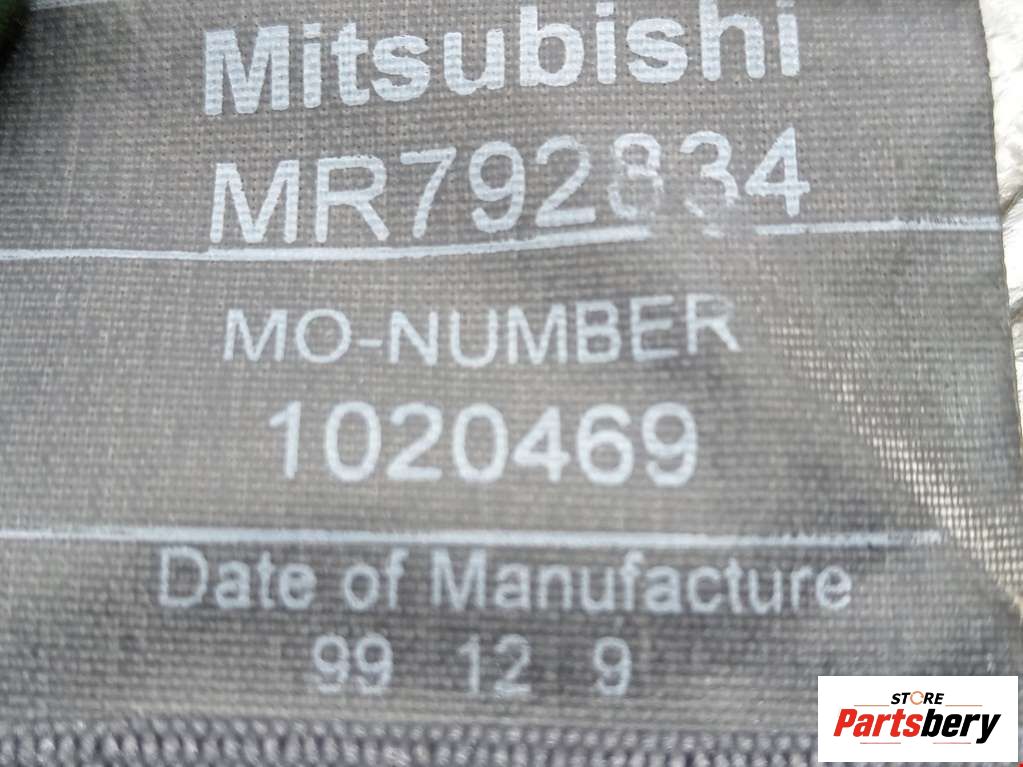 Mitsubishi
MR792834
MO-NUMBER
1020469
Date of Manufacture
99 12 9
STORE
Partsbery